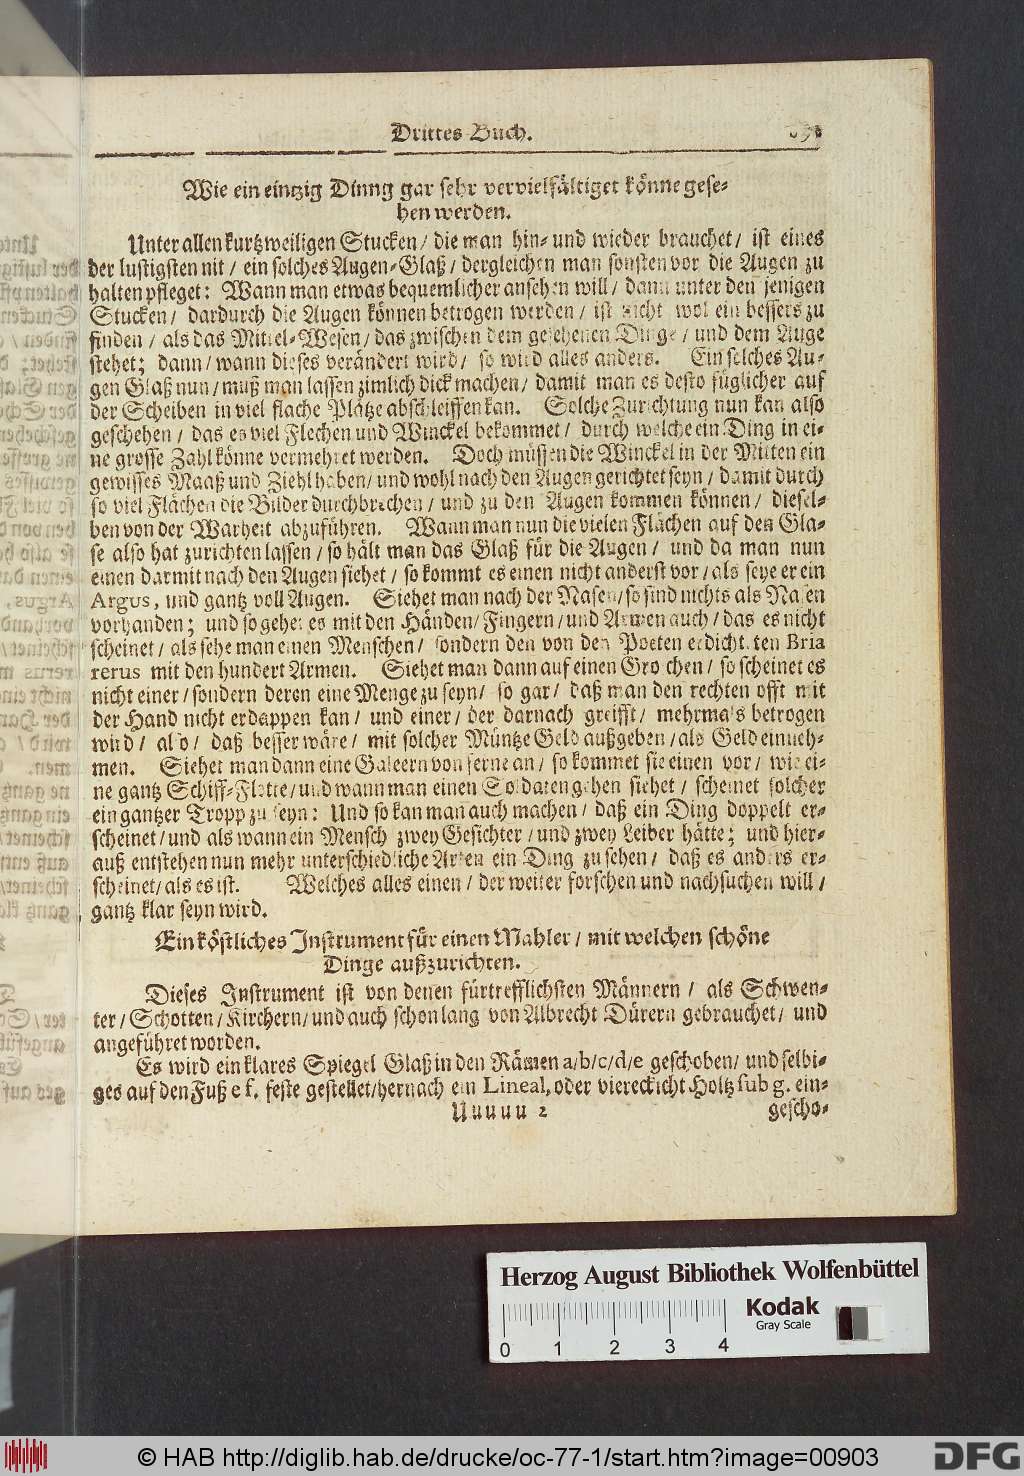 Drittes Buch.
Wie ein eintzig Dinng gar sehr vervielfältiget könne gese-
hen werden.
Unter allen kurtzweiligen Stucken / die man hin- und wieder brauchet / ist eines
der lustigsten nit / ein solches Augen-Glaß / dergleichen man sonsten vor die Augen zu
halten pfleget: Wann man etwas bequemlicher ansehen will / dann unter den jenigen
Stucken / dardurch die Augen können betrogen werden / ist nicht wol ein bessers zu
finden / als das Mittel-Wesen / das zwischen dem gesehenen Dinge / und dem Auge
stehet; dann / wann dieses verändert wird / so wird alles anders. Ein solches Au-
gen Glaß nun / muß man lassen zimlich dick machen / damit man es desto füglicher auf
der Scheiben in viel flache Plätze abschleiffen kan. Solche Zurichtung nun kan also
geschehen / das es viel Flechen und Winckel bekommet / durch welche ein Ding in ei-
ne grosse Zahl könne vermehret werden. Doch müssen die Winckel in der Mitten ein
gewisses Maaß und Ziehl haben / und wohl nach den Augen gerichtet seyn / damit durch
so viel Flächen die Bilder durchbrechen / und zu den Augen kommen können / diesel-
ben von der Warheit abzuführen. Wann man nun die vielen Flächen auf den Gla-
se also hat zurichten lassen / so hält man das Glaß für die Augen / und da man nun
einen darmit nach den Augen siehet / so kommt es einen nicht anderst vor / als seye er ein
Argus, und gantz voll Augen. Siehet man nach der Nasen / so sind nichts als Nasen
vorhanden; und so gehet es mit den Händen / Fingern / und Armen auch / das es nicht
scheinet / als sehe man einen Menschen / sondern den von den Poeten erdichteten Bria
rerus mit den hundert Armen. Siehet man dann auf einen Groschen / so scheinet es
nicht einer / sondern deren eine Menge zu seyn / so gar / daß man den rechten offt mit
der Hand nicht erdappen kan / und einer / der darnach greifft / mehrmals betrogen
wird / also / daß besser wäre / mit solcher Müntze Geld außgeben / als Geld einneh-
men. Siehet man dann eine Galeern von ferne an / so kommet sie einen vor / wie ei-
ne gantz Schiff-Flotte / und wann man einen Soldaten gehen siehet / scheinet solcher
ein gantzer Tropp zu seyn: Und so kan man auch machen / daß ein Ding doppelt er-
scheinet / und als wann ein Mensch zwey Gesichter / und zwey Leiber hätte; und hier-
auß entstehen nun mehr unterschiedliche Arten ein Ding zu sehen / daß es anders er-
scheinet / als es ist. Welches alles einen / der weiter forschen und nachsuchen will /
gantz klar seyn wird.
Ein köstliches Instrument für einen Mahler / mit welchen schöne
Dinge außzurichten.
Dieses Instrument ist von denen fürtrefflichsten Männern / als Schwen-
ter / Schotten / Kirchern / und auch schon lang von Albrecht Dürern gebrauchet / und
angeführet worden.
Es wird ein klares Spiegel Glaß in den Rämen a/b/c/d/e geschoben / und selbi-
ges auf den Fuß e f. feste gestellet / hernach ein Lineal, oder viereckicht Holtz sub g. ein-
Uuuuu 2 gescho-
Herzog August Bibliothek Wolfenbüttel
Kodak
Gray Scale
0 1 2 3 4
© HAB http://diglib.hab.de/drucke/oc-77-1/start.htm?image=00903
DFG